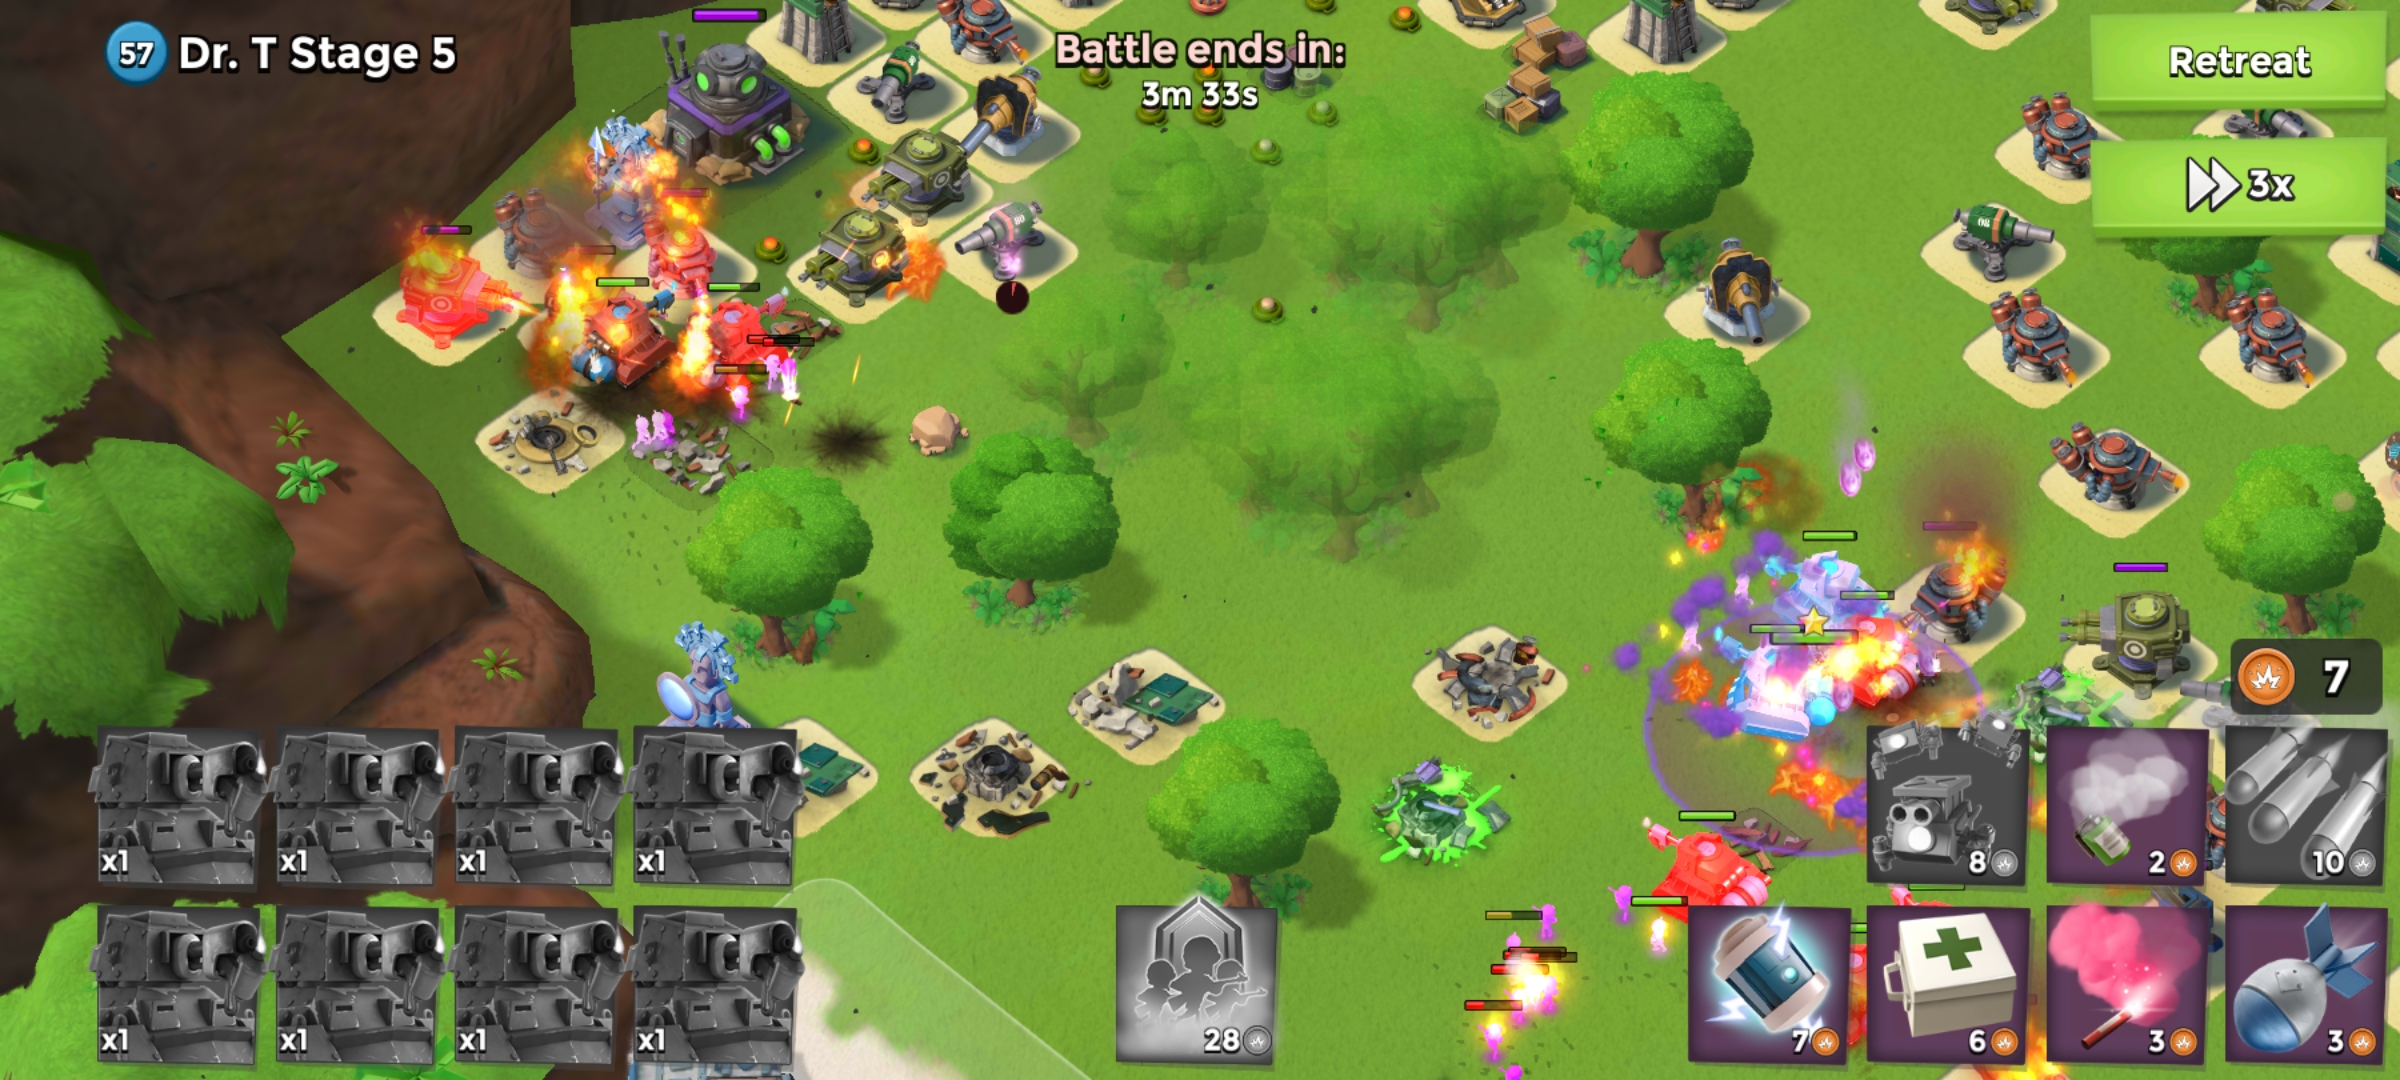 57 Dr. T Stage 5
Battle ends in:
3m 33s
Retreat
3x
7
x1 x1 x1 x1
8 2 10
x1 x1 x1 x1
28
7 6 3 3